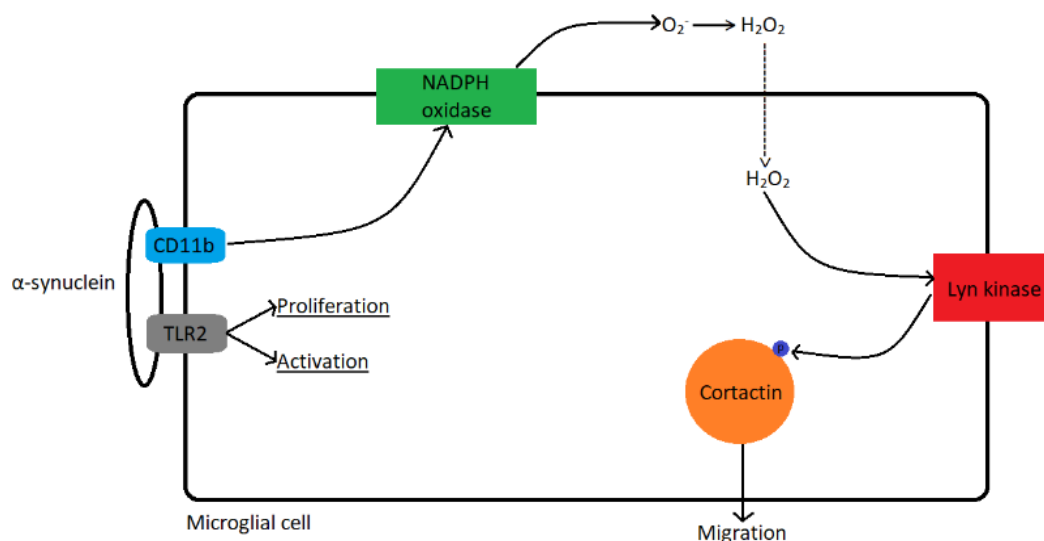 NADPH
oxidase
O₂⁻
H₂O₂
H₂O₂
CD11b
α-synuclein
Lyn kinase
Proliferation
TLR2
Activation
P
Cortactin
Microglial cell
Migration